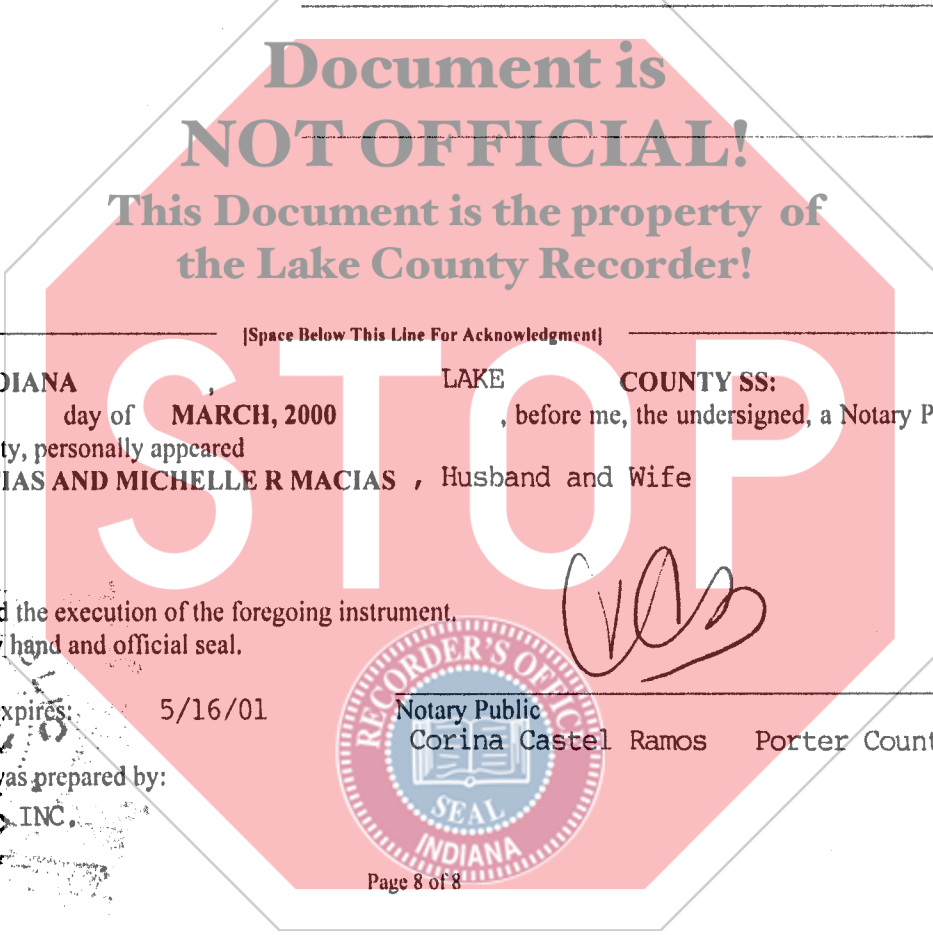 Document is
NOT OFFICIAL!
This Document is the property of
the Lake County Recorder!
[Space Below This Line For Acknowledgment]
DIANA , LAKE COUNTY SS:
day of MARCH, 2000 , before me, the undersigned, a Notary P
ty, personally appeared
IAS AND MICHELLE R MACIAS , Husband and Wife
STOP
d the execution of the foregoing instrument.
hand and official seal.
xpires: 5/16/01 Notary Public
Corina Castel Ramos Porter Count
was prepared by:
INC.
RECORDER'S OFFICE
SEAL
INDIANA
Page 8 of 8